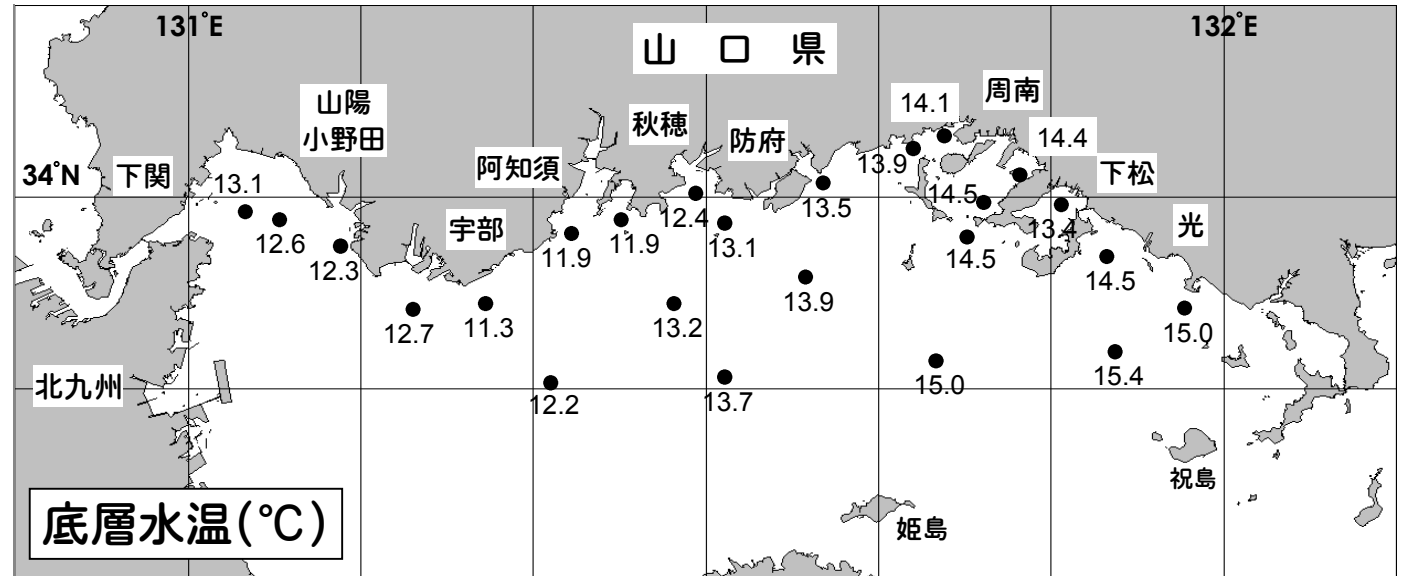 131°E
132°E
山 口 県
山陽
小野田
秋穂
防府
14.1
周南
14.4
13.9
下松
34°N
下関
13.1
阿知須
14.5
13.5
12.4
13.4
光
12.6
12.3
宇部
11.9
11.9
13.1
14.5
14.5
12.7
11.3
13.2
13.9
15.0
北九州
12.2
13.7
15.0
15.4
祝島
姫島
底層水温(℃)